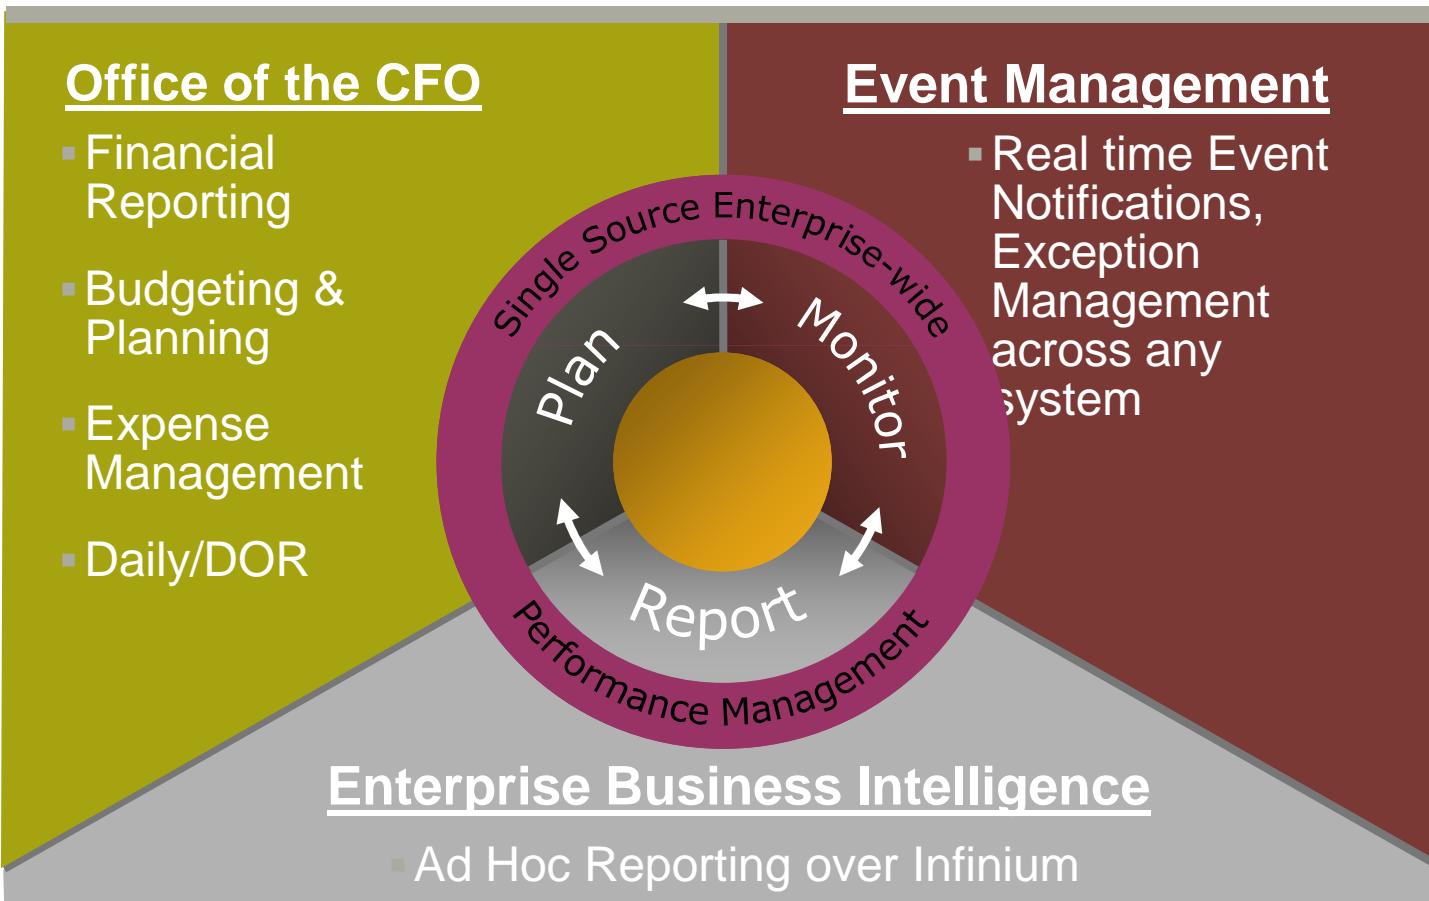 Office of the CFO
▪ Financial
Reporting
▪ Budgeting &
Planning
▪ Expense
Management
▪ Daily/DOR
Event Management
▪ Real time Event
Notifications,
Exception
Management
across any
system
Single Source Enterprise-wide
Plan
Monitor
Report
Performance Management
Enterprise Business Intelligence
▪ Ad Hoc Reporting over Infinium